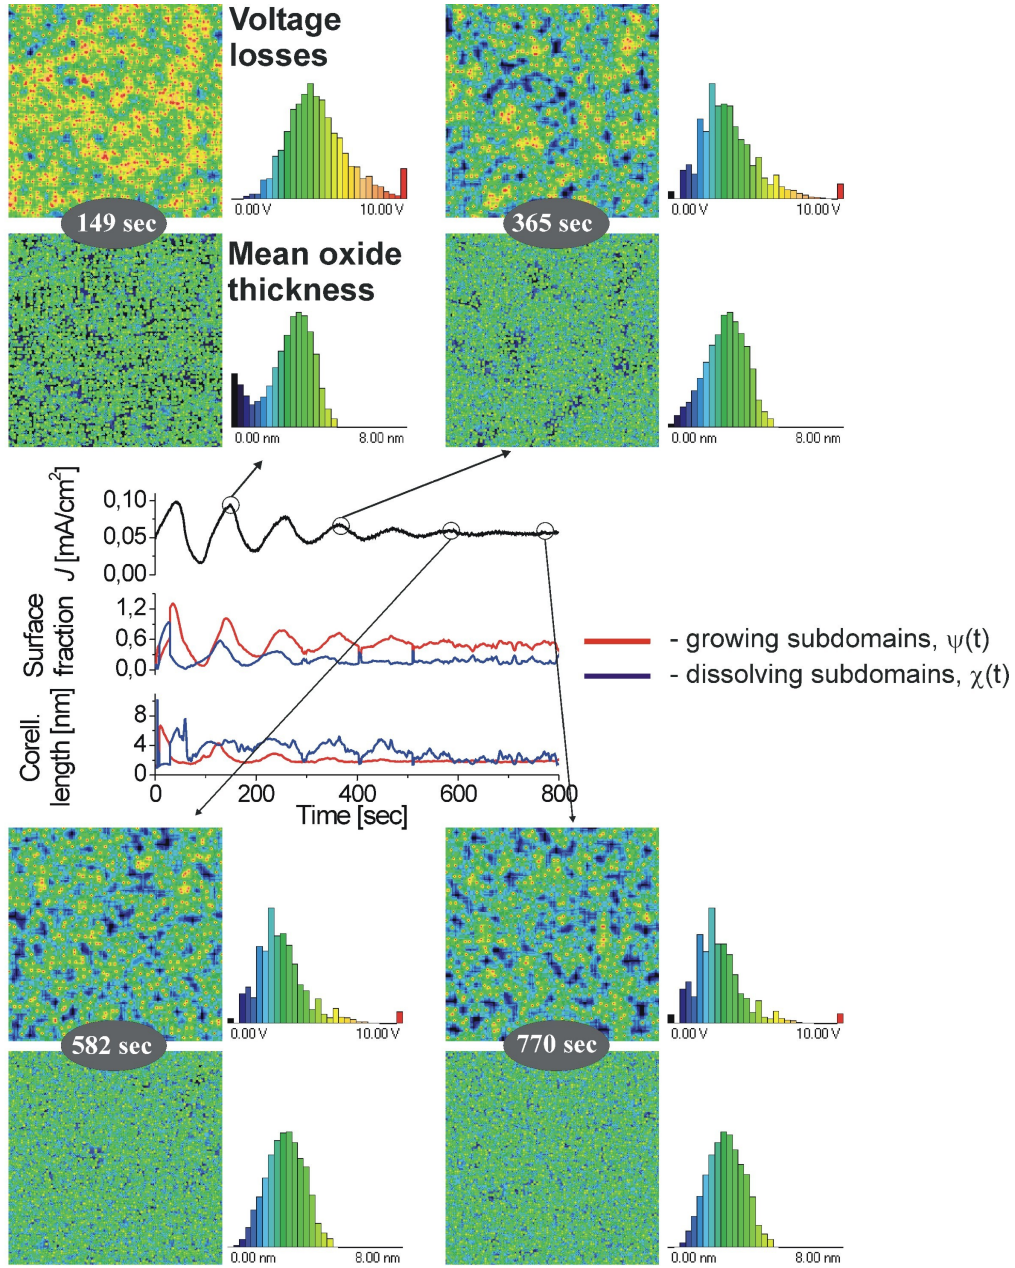 Voltage
losses
0.00 V 10.00V
0.00 V 10.00 V
149 sec
365 sec
Mean oxide
thickness
0.00 nm 8.00 nm
0.00 nm 8.00 nm
J [mA/cm²]
0,10
0,05
0,00
Surface
fraction
1,2
0,6
0,0
- growing subdomains, ψ(t)
- dissolving subdomains, χ(t)
Corell.
length [nm]
8
4
0
0 200 400 600 800
Time [sec]
0.00 V 10.00V
0.00 V 10.00 V
582 sec
770 sec
0.00 nm 8.00 nm
0.00 nm 8.00 nm